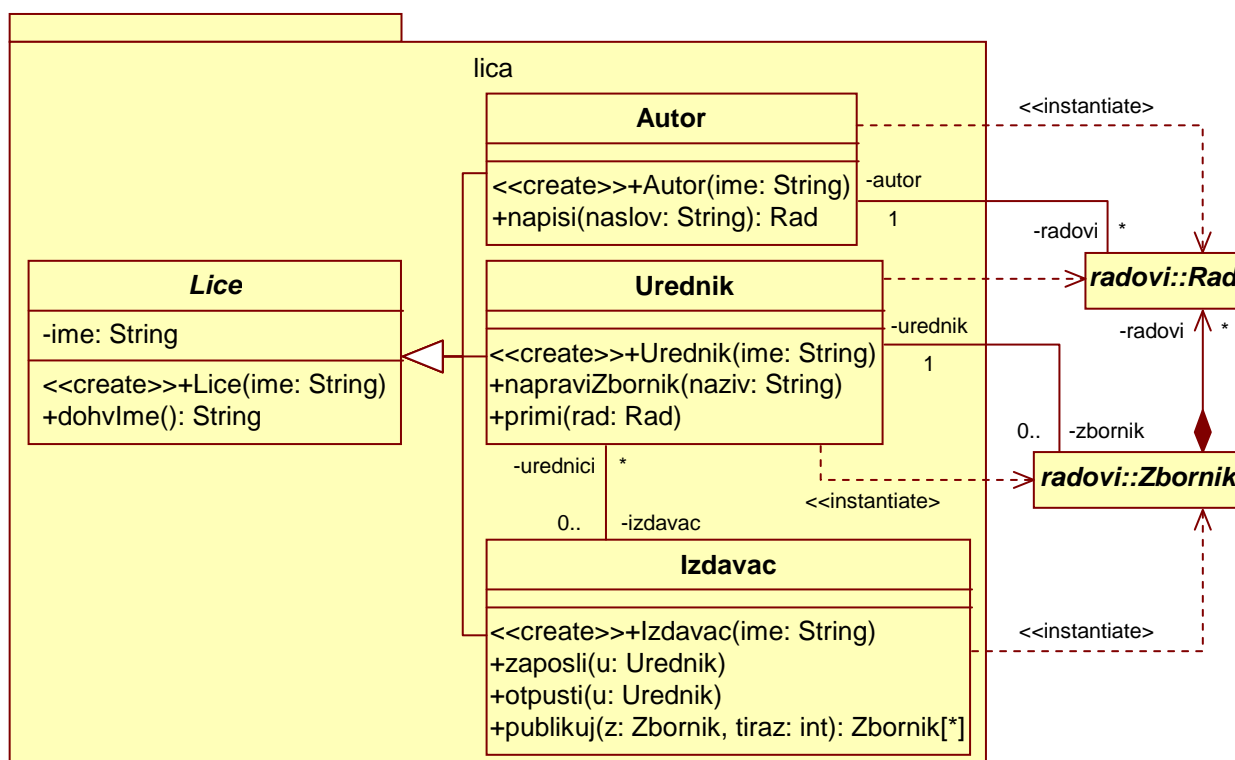 lica
Autor
<<create>>+Autor(ime: String)
+napisi(naslov: String): Rad
<<instantiate>>
-autor
1
-radovi *
radovi::Rad
Lice
-ime: String
<<create>>+Lice(ime: String)
+dohvIme(): String
Urednik
<<create>>+Urednik(ime: String)
+napraviZbornik(naziv: String)
+primi(rad: Rad)
-urednik
1
-radovi *
0.. -zbornik
radovi::Zbornik
<<instantiate>>
-urednici *
0.. -izdavac
Izdavac
<<create>>+Izdavac(ime: String)
+zaposli(u: Urednik)
+otpusti(u: Urednik)
+publikuj(z: Zbornik, tiraz: int): Zbornik[*]
<<instantiate>>